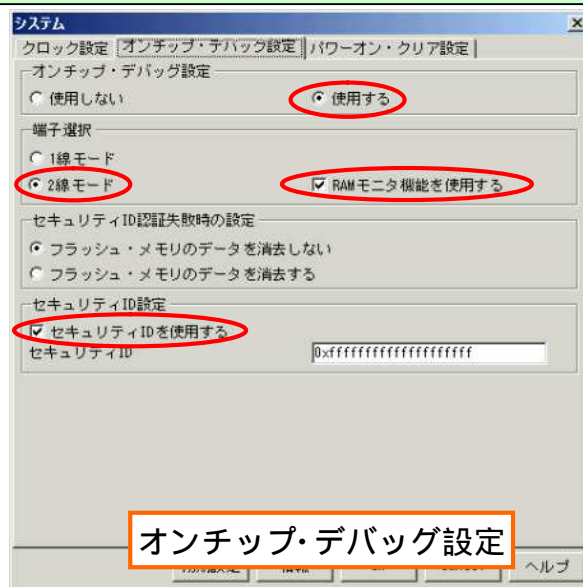 システム
クロック設定 オンチップ・デバッグ設定 パワーオン・クリア設定
オンチップ・デバッグ設定
使用しない 使用する
端子選択
1線モード
2線モード RAMモニタ機能を使用する
セキュリティID認証失敗時の設定
フラッシュ・メモリのデータを消去しない
フラッシュ・メモリのデータを消去する
セキュリティID設定
セキュリティIDを使用する
セキュリティID 0xffffffffffffffffffff
オンチップ・デバッグ設定
ヘルプ